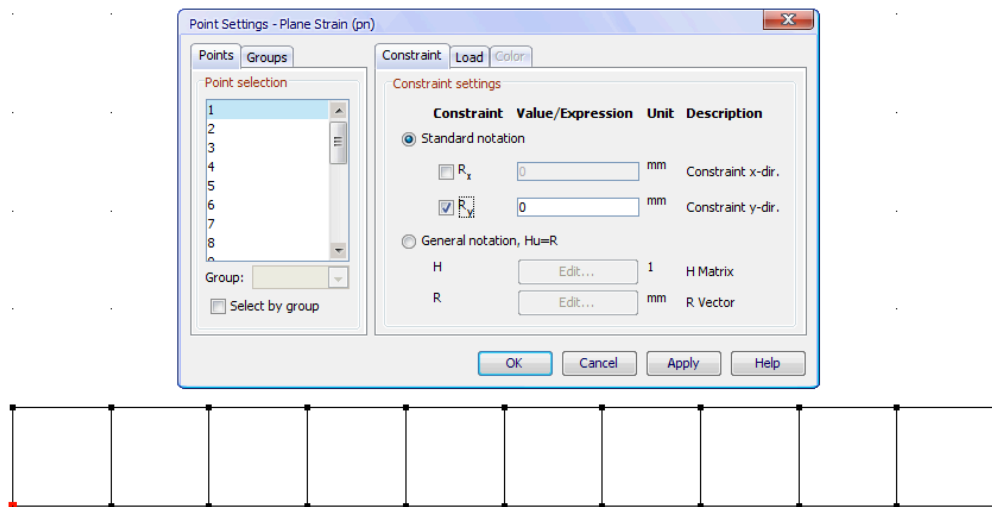 Point Settings - Plane Strain (pn)
Points Groups
Point selection
1
2
3
4
5
6
7
8
Group:
Select by group
Constraint Load Color
Constraint settings
Constraint Value/Expression Unit Description
Standard notation
Rx 0 mm Constraint x-dir.
Ry 0 mm Constraint y-dir.
General notation, Hu=R
H Edit... 1 H Matrix
R Edit... mm R Vector
OK Cancel Apply Help